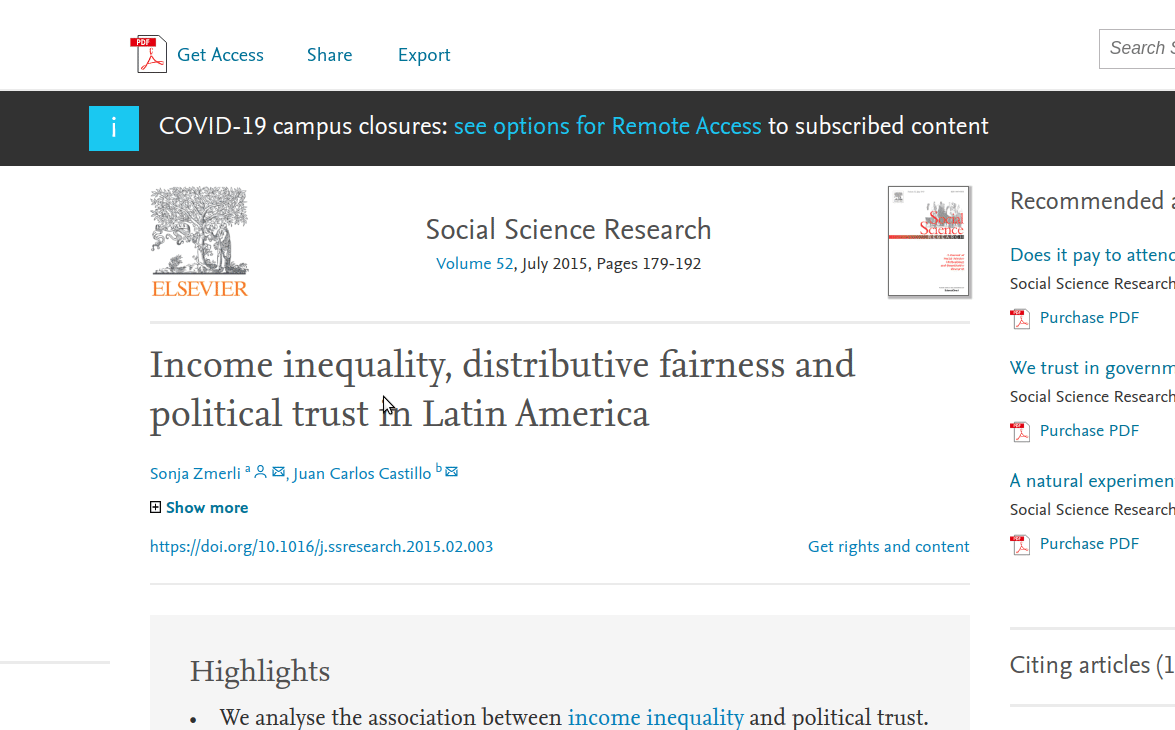 Get Access Share Export
Search S
i COVID-19 campus closures: see options for Remote Access to subscribed content
ELSEVIER
Social Science Research
Volume 52, July 2015, Pages 179-192
Social Science RESEARCH
Income inequality, distributive fairness and
political trust in Latin America
Sonja Zmerli a, Juan Carlos Castillo b
Show more
https://doi.org/10.1016/j.ssresearch.2015.02.003
Get rights and content
Highlights
• We analyse the association between income inequality and political trust.
Recommended a
Does it pay to attend
Social Science Research
PDF Purchase PDF
We trust in governm
Social Science Research
PDF Purchase PDF
A natural experimen
Social Science Research
PDF Purchase PDF
Citing articles (1